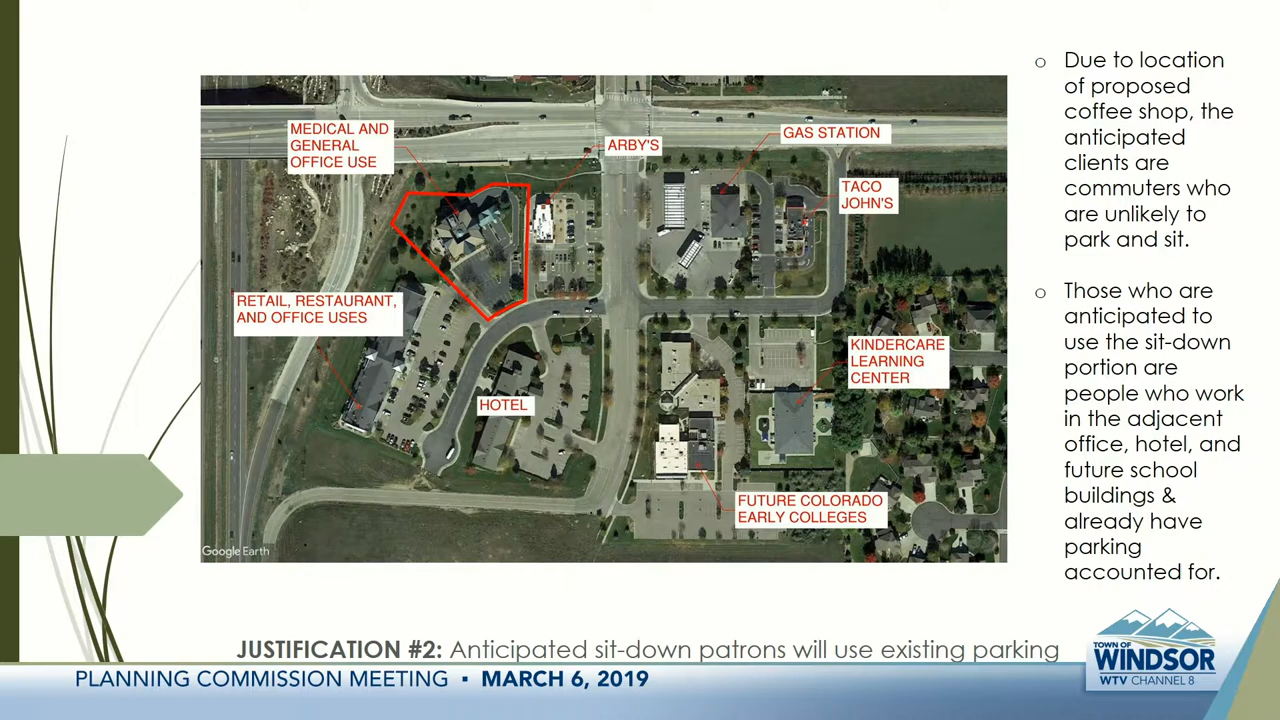 MEDICAL AND
GENERAL
OFFICE USE
ARBY'S
GAS STATION
TACO
JOHN'S
RETAIL, RESTAURANT,
AND OFFICE USES
HOTEL
KINDERCARE
LEARNING
CENTER
FUTURE COLORADO
EARLY COLLEGES
Google Earth
Due to location
of proposed
coffee shop, the
anticipated
clients are
commuters who
are unlikely to
park and sit.
Those who are
anticipated to
use the sit-down
portion are
people who work
in the adjacent
office, hotel, and
future school
buildings &
already have
parking
accounted for.
JUSTIFICATION #2: Anticipated sit-down patrons will use existing parking
PLANNING COMMISSION MEETING ▪ MARCH 6, 2019
TOWN OF
WINDSOR
WTV CHANNEL 8